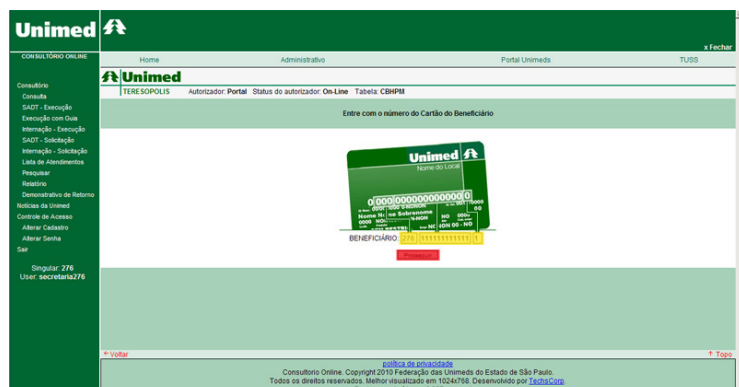 Unimed
x Fechar
CONSULTÓRIO ONLINE
Home Administrativo Portal Unimeds TUSS
Unimed
TERESOPOLIS Autorizador: Portal Status do autorizador: On-Line Tabela: CBHPM
Consultório
Consulta
SADT - Execução
Execução com Guia
Internação - Execução
SADT - Solicitação
Internação - Solicitação
Lista de Atendimentos
Pesquisar
Relatório
Demonstrativo de Retorno
Notícias da Unimed
Controle de Acesso
Alterar Cadastro
Alterar Senha
Sair
Singular: 276
User: secretaria276
Entre com o número do Cartão do Beneficiário
Unimed
Nome do Local
Sobrenome
BENEFICIÁRIO: 276 111111111111 1
Prosseguir
Voltar
Topo
política de privacidade
Consultorio Online. Copyright 2010 Federação das Unimeds do Estado de São Paulo.
Todos os direitos reservados. Melhor visualizado em 1024x768. Desenvolvido por TechsCorp.